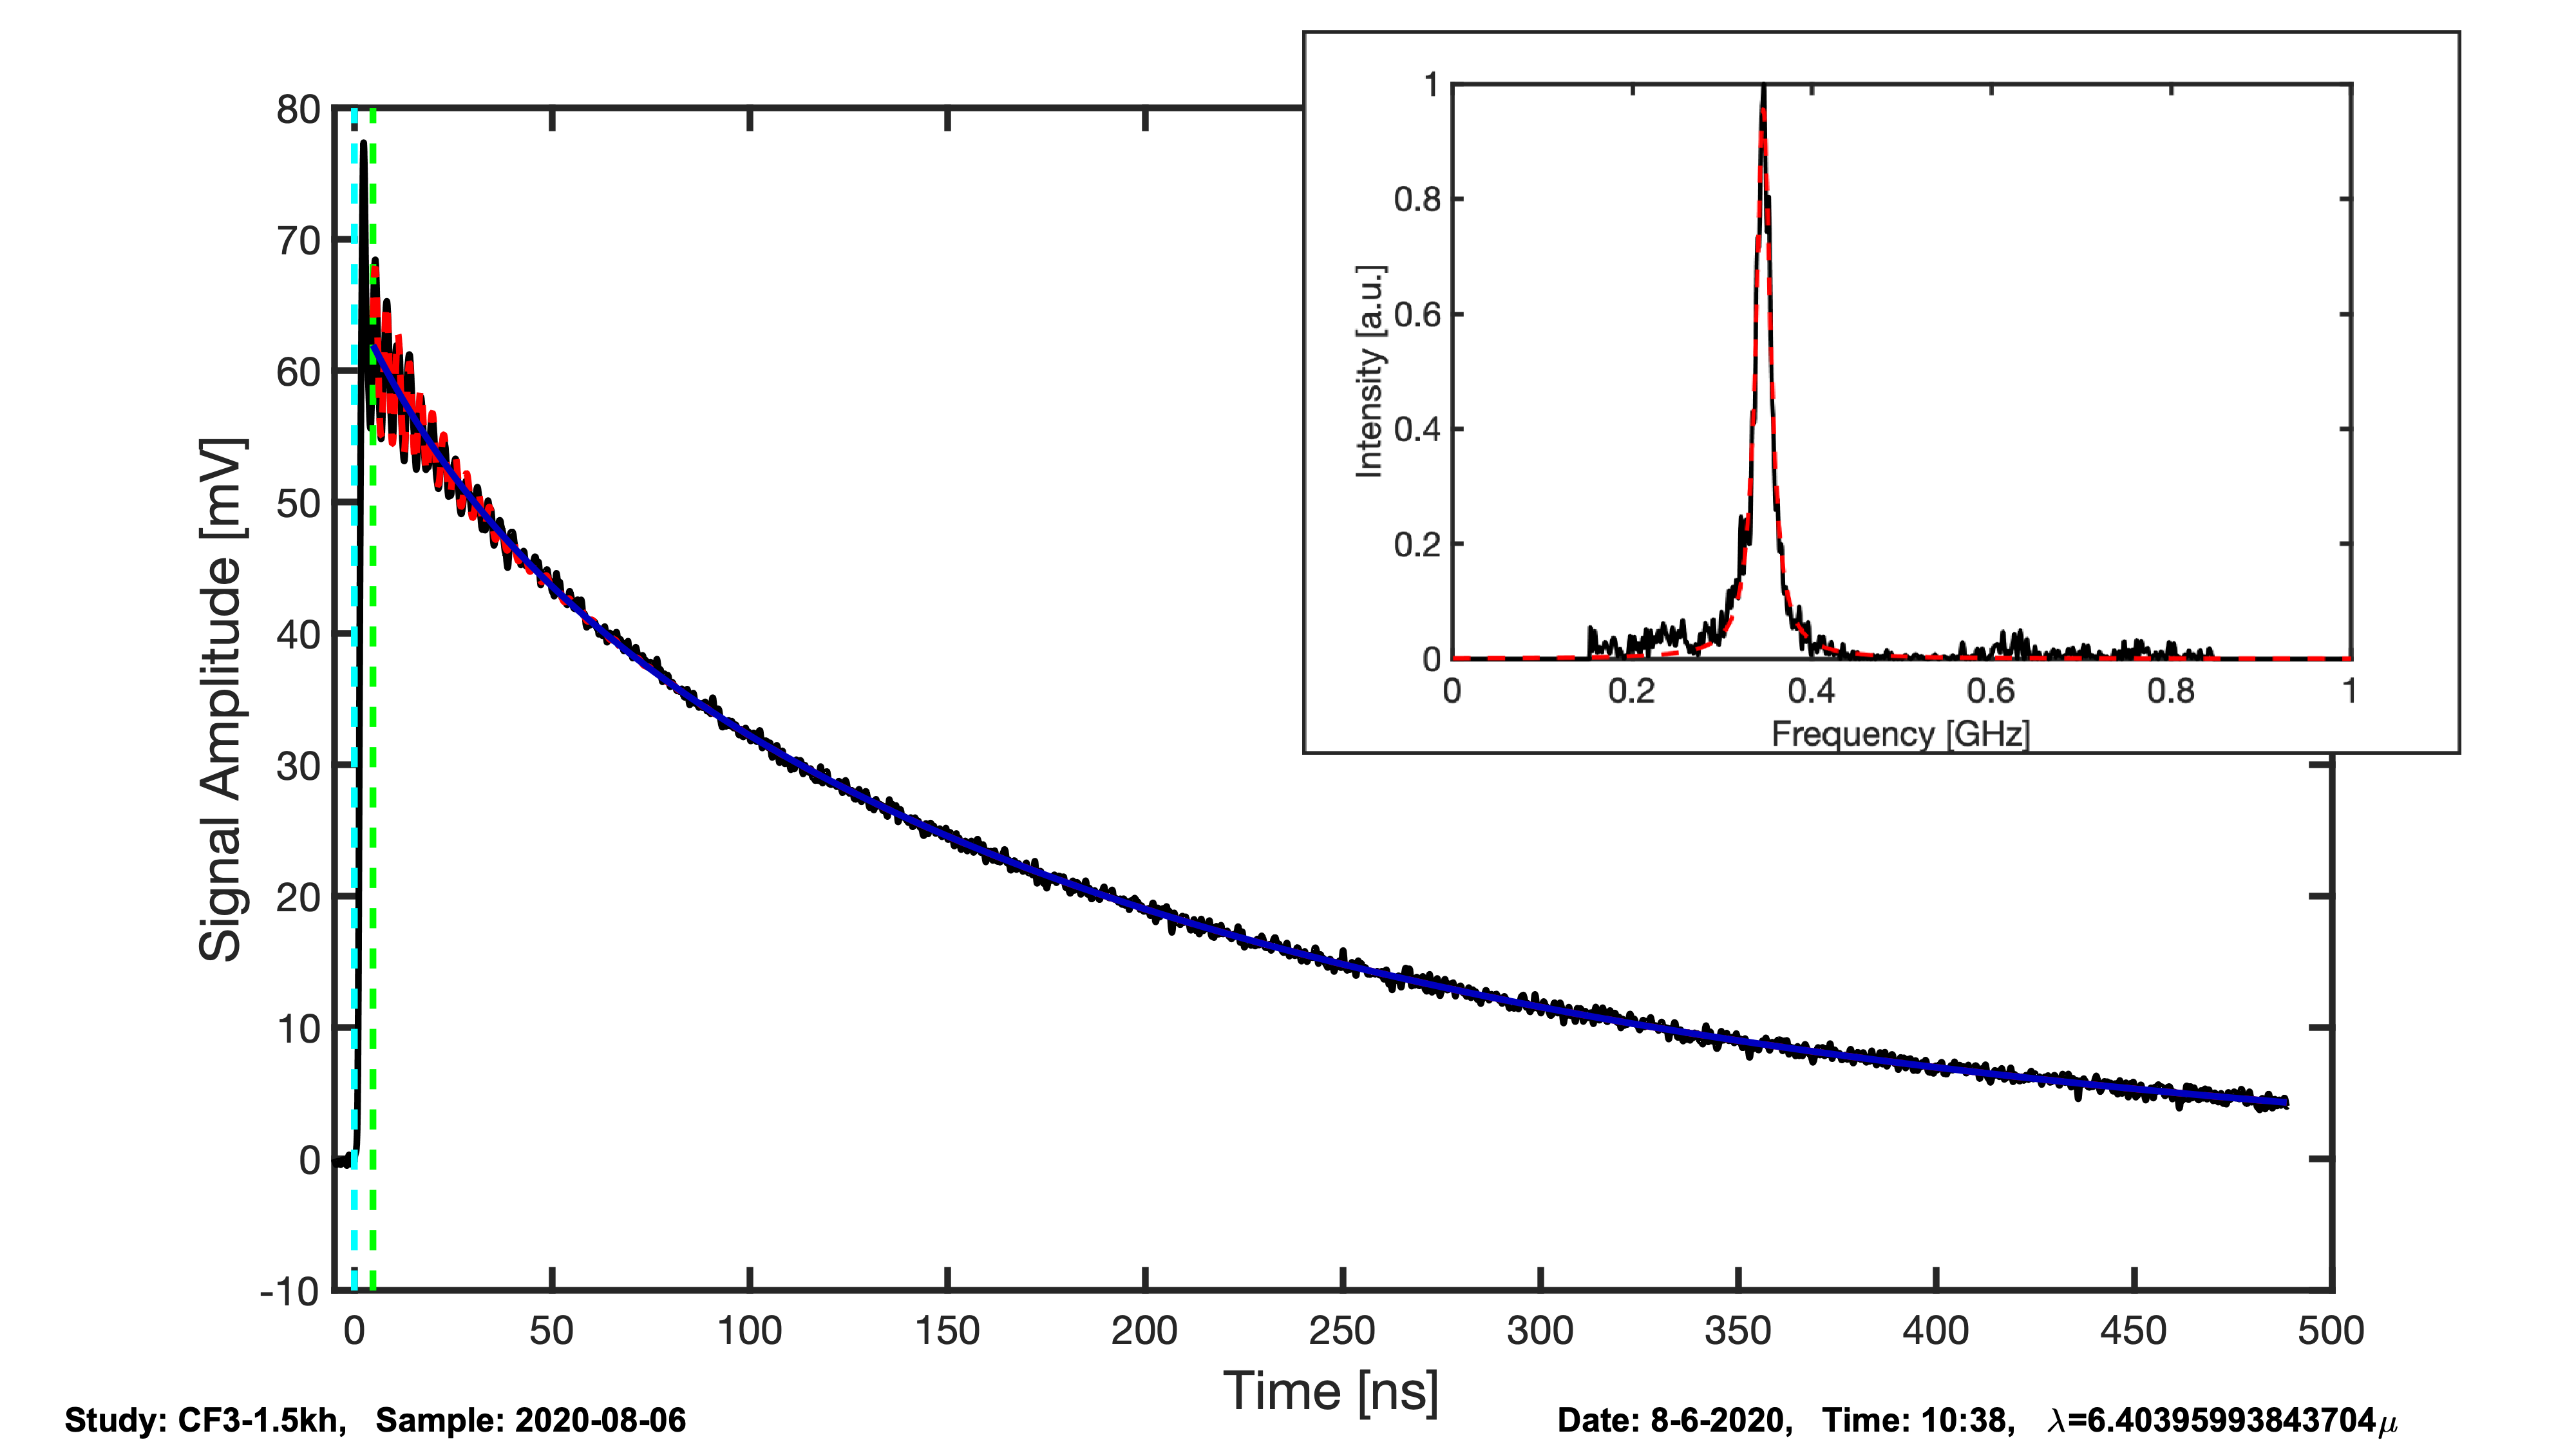 80
70
60
50
40
30
20
10
0
-10
Signal Amplitude [mV]
0 50 100 150 200 250 300 350 400 450 500
Time [ns]
1
0.8
0.6
0.4
0.2
0
Intensity [a.u.]
0 0.2 0.4 0.6 0.8 1
Frequency [GHz]
Study: CF3-1.5kh, Sample: 2020-08-06
Date: 8-6-2020, Time: 10:38, λ=6.40395993843704μ